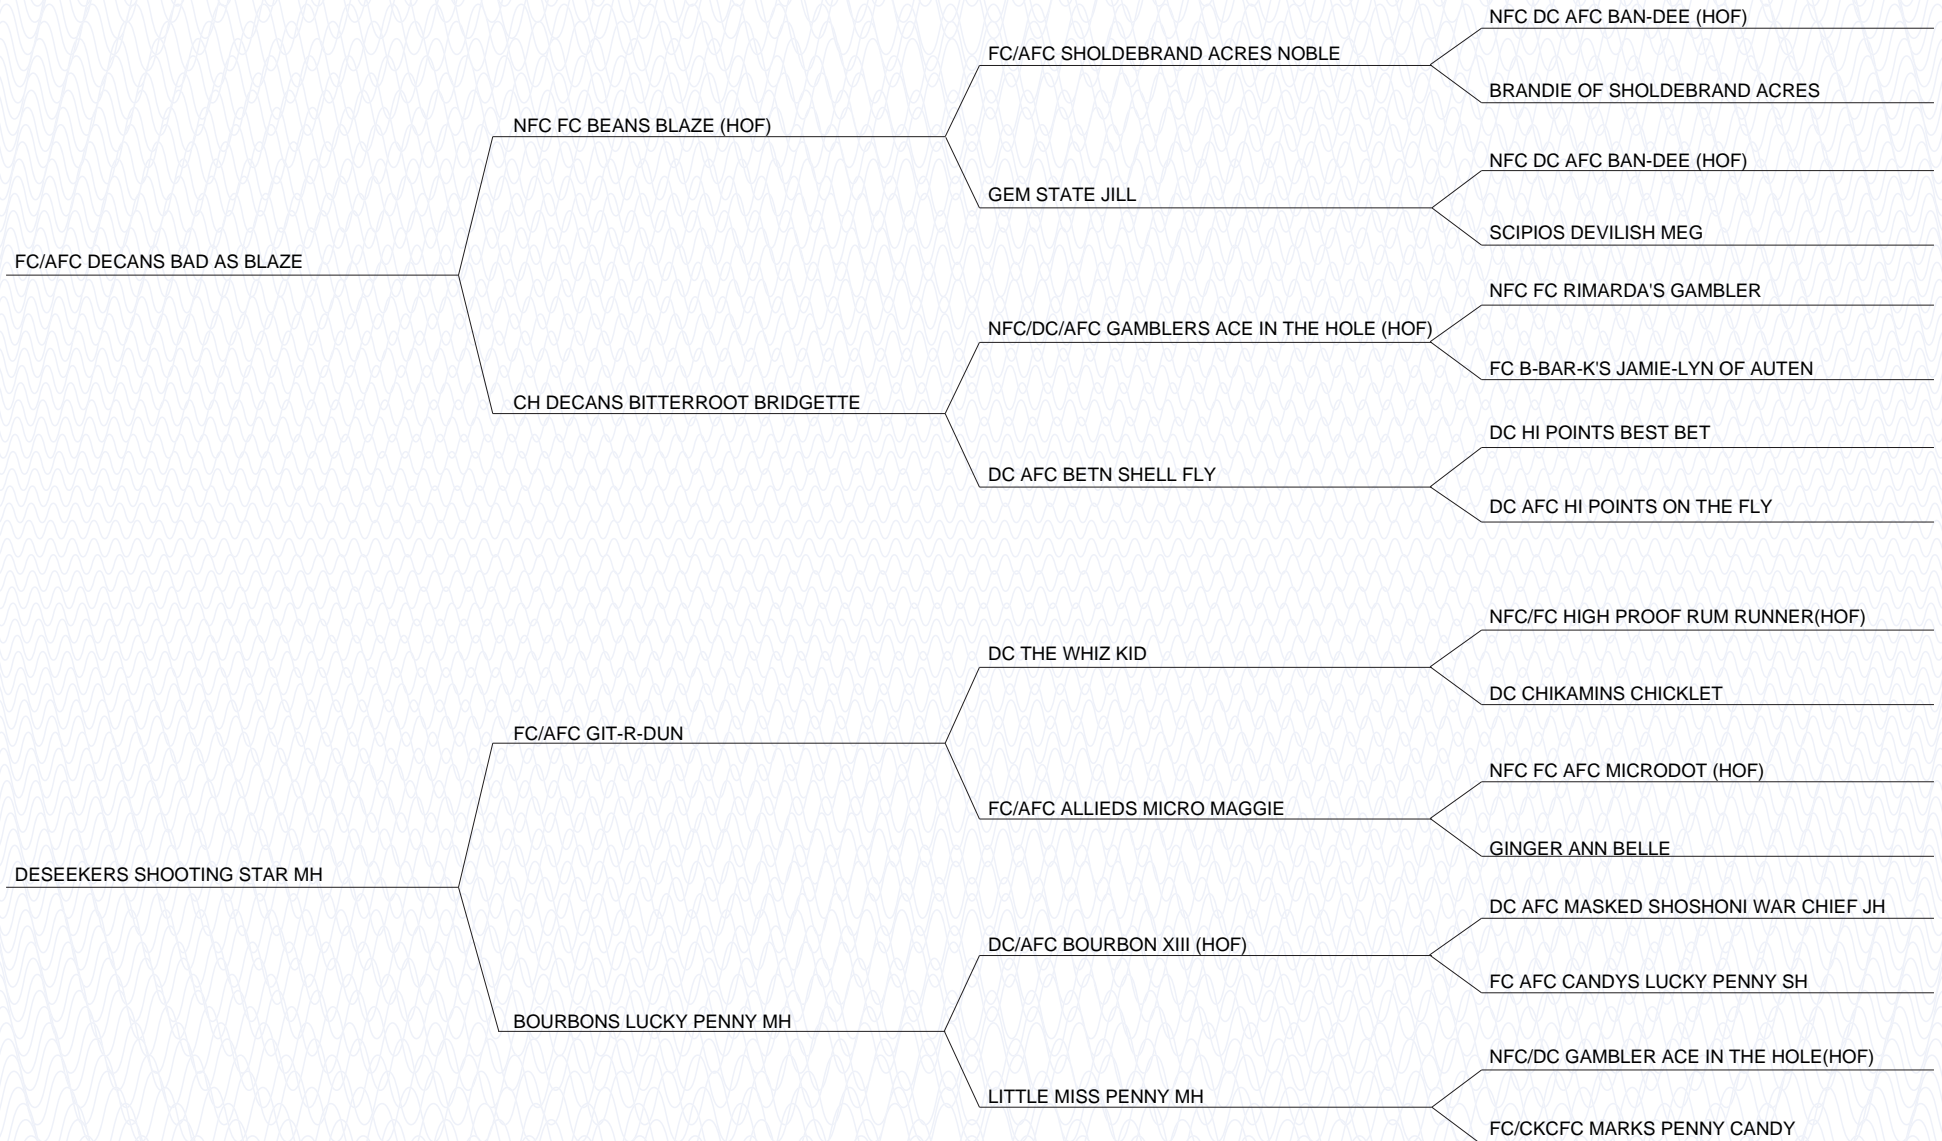 NFC DC AFC BAN-DEE (HOF)
FC/AFC SHOLDEBRAND ACRES NOBLE
BRANDIE OF SHOLDEBRAND ACRES
NFC FC BEANS BLAZE (HOF)
NFC DC AFC BAN-DEE (HOF)
GEM STATE JILL
SCIPIOS DEVILISH MEG
FC/AFC DECANS BAD AS BLAZE
NFC FC RIMARDA'S GAMBLER
NFC/DC/AFC GAMBLERS ACE IN THE HOLE (HOF)
FC B-BAR-K'S JAMIE-LYN OF AUTEN
CH DECANS BITTERROOT BRIDGETTE
DC HI POINTS BEST BET
DC AFC BETN SHELL FLY
DC AFC HI POINTS ON THE FLY
NFC/FC HIGH PROOF RUM RUNNER(HOF)
DC THE WHIZ KID
DC CHIKAMINS CHICKLET
FC/AFC GIT-R-DUN
NFC FC AFC MICRODOT (HOF)
FC/AFC ALLIEDS MICRO MAGGIE
GINGER ANN BELLE
DESEEKERS SHOOTING STAR MH
DC AFC MASKED SHOSHONI WAR CHIEF JH
DC/AFC BOURBON XIII (HOF)
FC AFC CANDYS LUCKY PENNY SH
BOURBONS LUCKY PENNY MH
NFC/DC GAMBLER ACE IN THE HOLE(HOF)
LITTLE MISS PENNY MH
FC/CKCFC MARKS PENNY CANDY